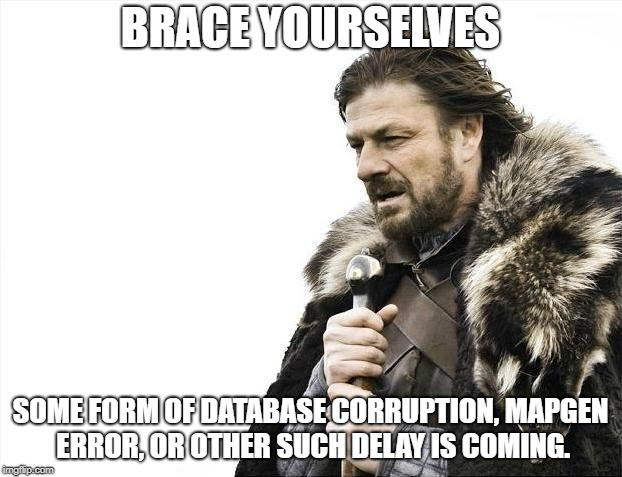 BRACE YOURSELVES
SOME FORM OF DATABASE CORRUPTION, MAPGEN
ERROR, OR OTHER SUCH DELAY IS COMING.
imgflip.com